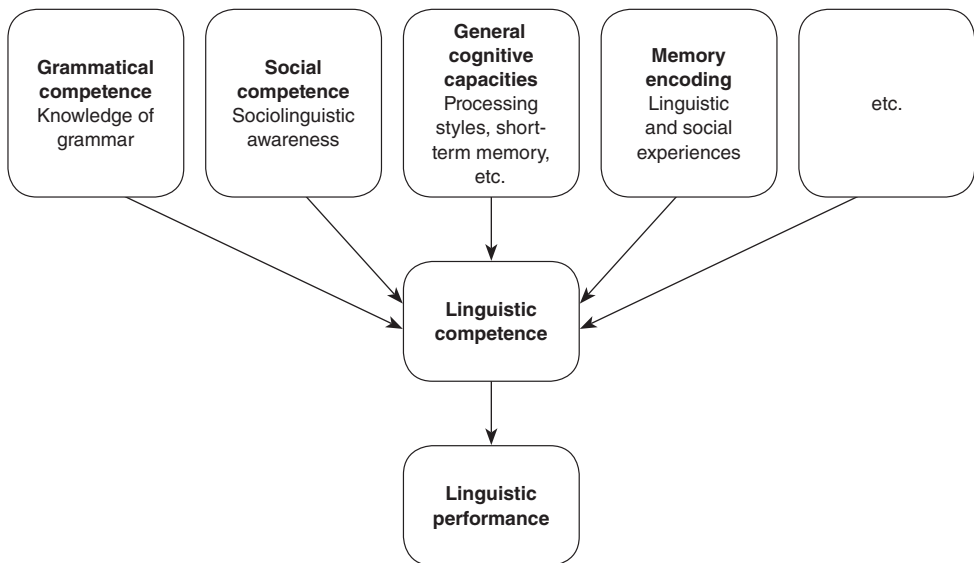 Grammatical
competence
Knowledge of
grammar
Social
competence
Sociolinguistic
awareness
General
cognitive
capacities
Processing
styles, short-
term memory,
etc.
Memory
encoding
Linguistic
and social
experiences
etc.
Linguistic
competence
Linguistic
performance